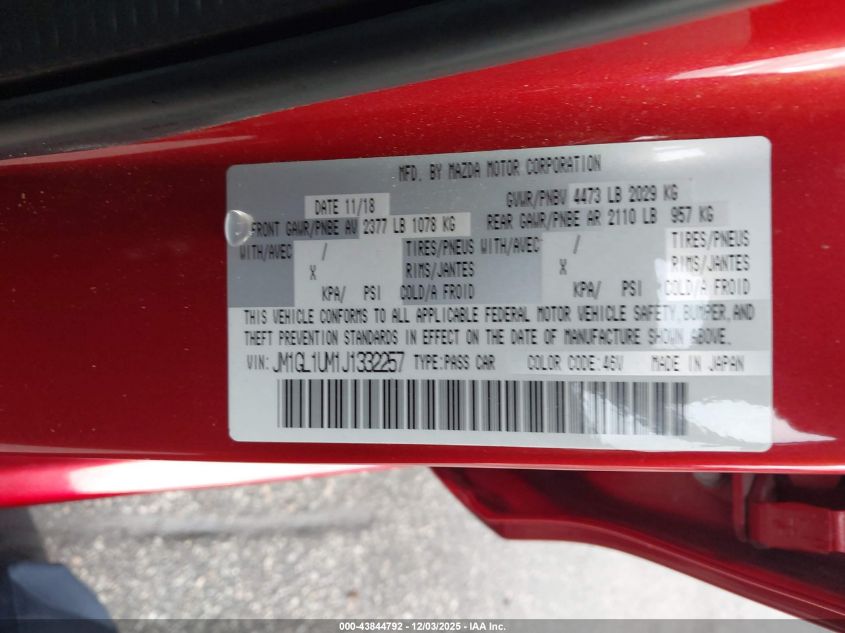 MFD. BY MAZDA MOTOR CORPORATION
DATE 11/18 GVWR/PNBV 4473 LB 2029 KG
FRONT GAWR/PNBE AV 2377 LB 1078 KG REAR GAWR/PNBE AR 2110 LB 957 KG
WITH/AVEC / TIRES/PNEUS WITH/AVEC / TIRES/PNEUS
X RIMS/JANTES X RIMS/JANTES
KPA/ PSI COLD/A FROID KPA/ PSI COLD/A FROID
THIS VEHICLE CONFORMS TO ALL APPLICABLE FEDERAL MOTOR VEHICLE SAFETY, BUMPER, AND
THEFT PREVENTION STANDARDS IN EFFECT ON THE DATE OF MANUFACTURE SHOWN ABOVE.
VIN: JM1GL1UM1J1332257 TYPE:PASS CAR COLOR CODE:46V MADE IN JAPAN
000-43844792 - 12/03/2025 - IAA Inc.